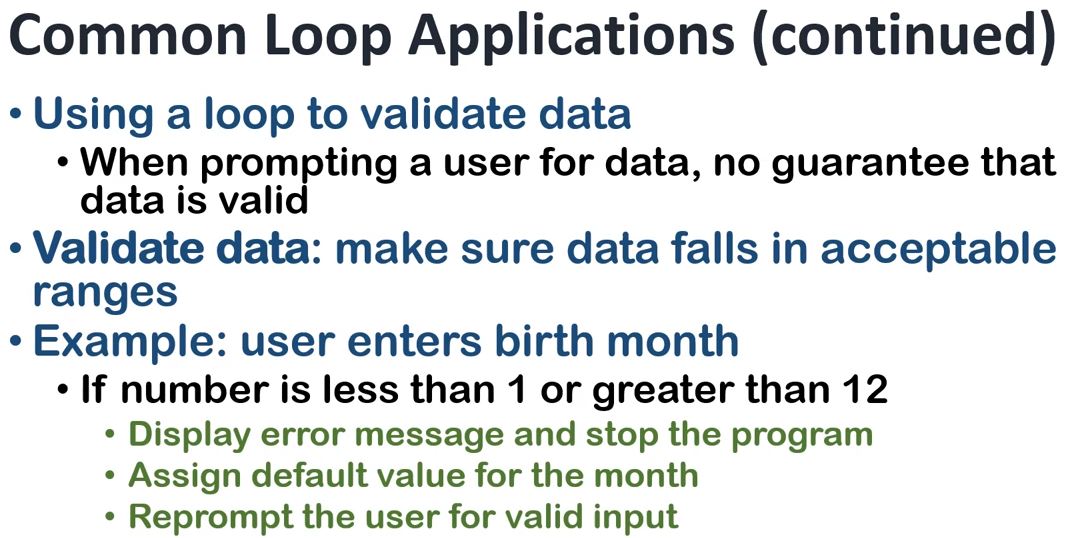 Common Loop Applications (continued)
• Using a loop to validate data
• When prompting a user for data, no guarantee that
data is valid
• Validate data: make sure data falls in acceptable
ranges
• Example: user enters birth month
• If number is less than 1 or greater than 12
• Display error message and stop the program
• Assign default value for the month
• Reprompt the user for valid input